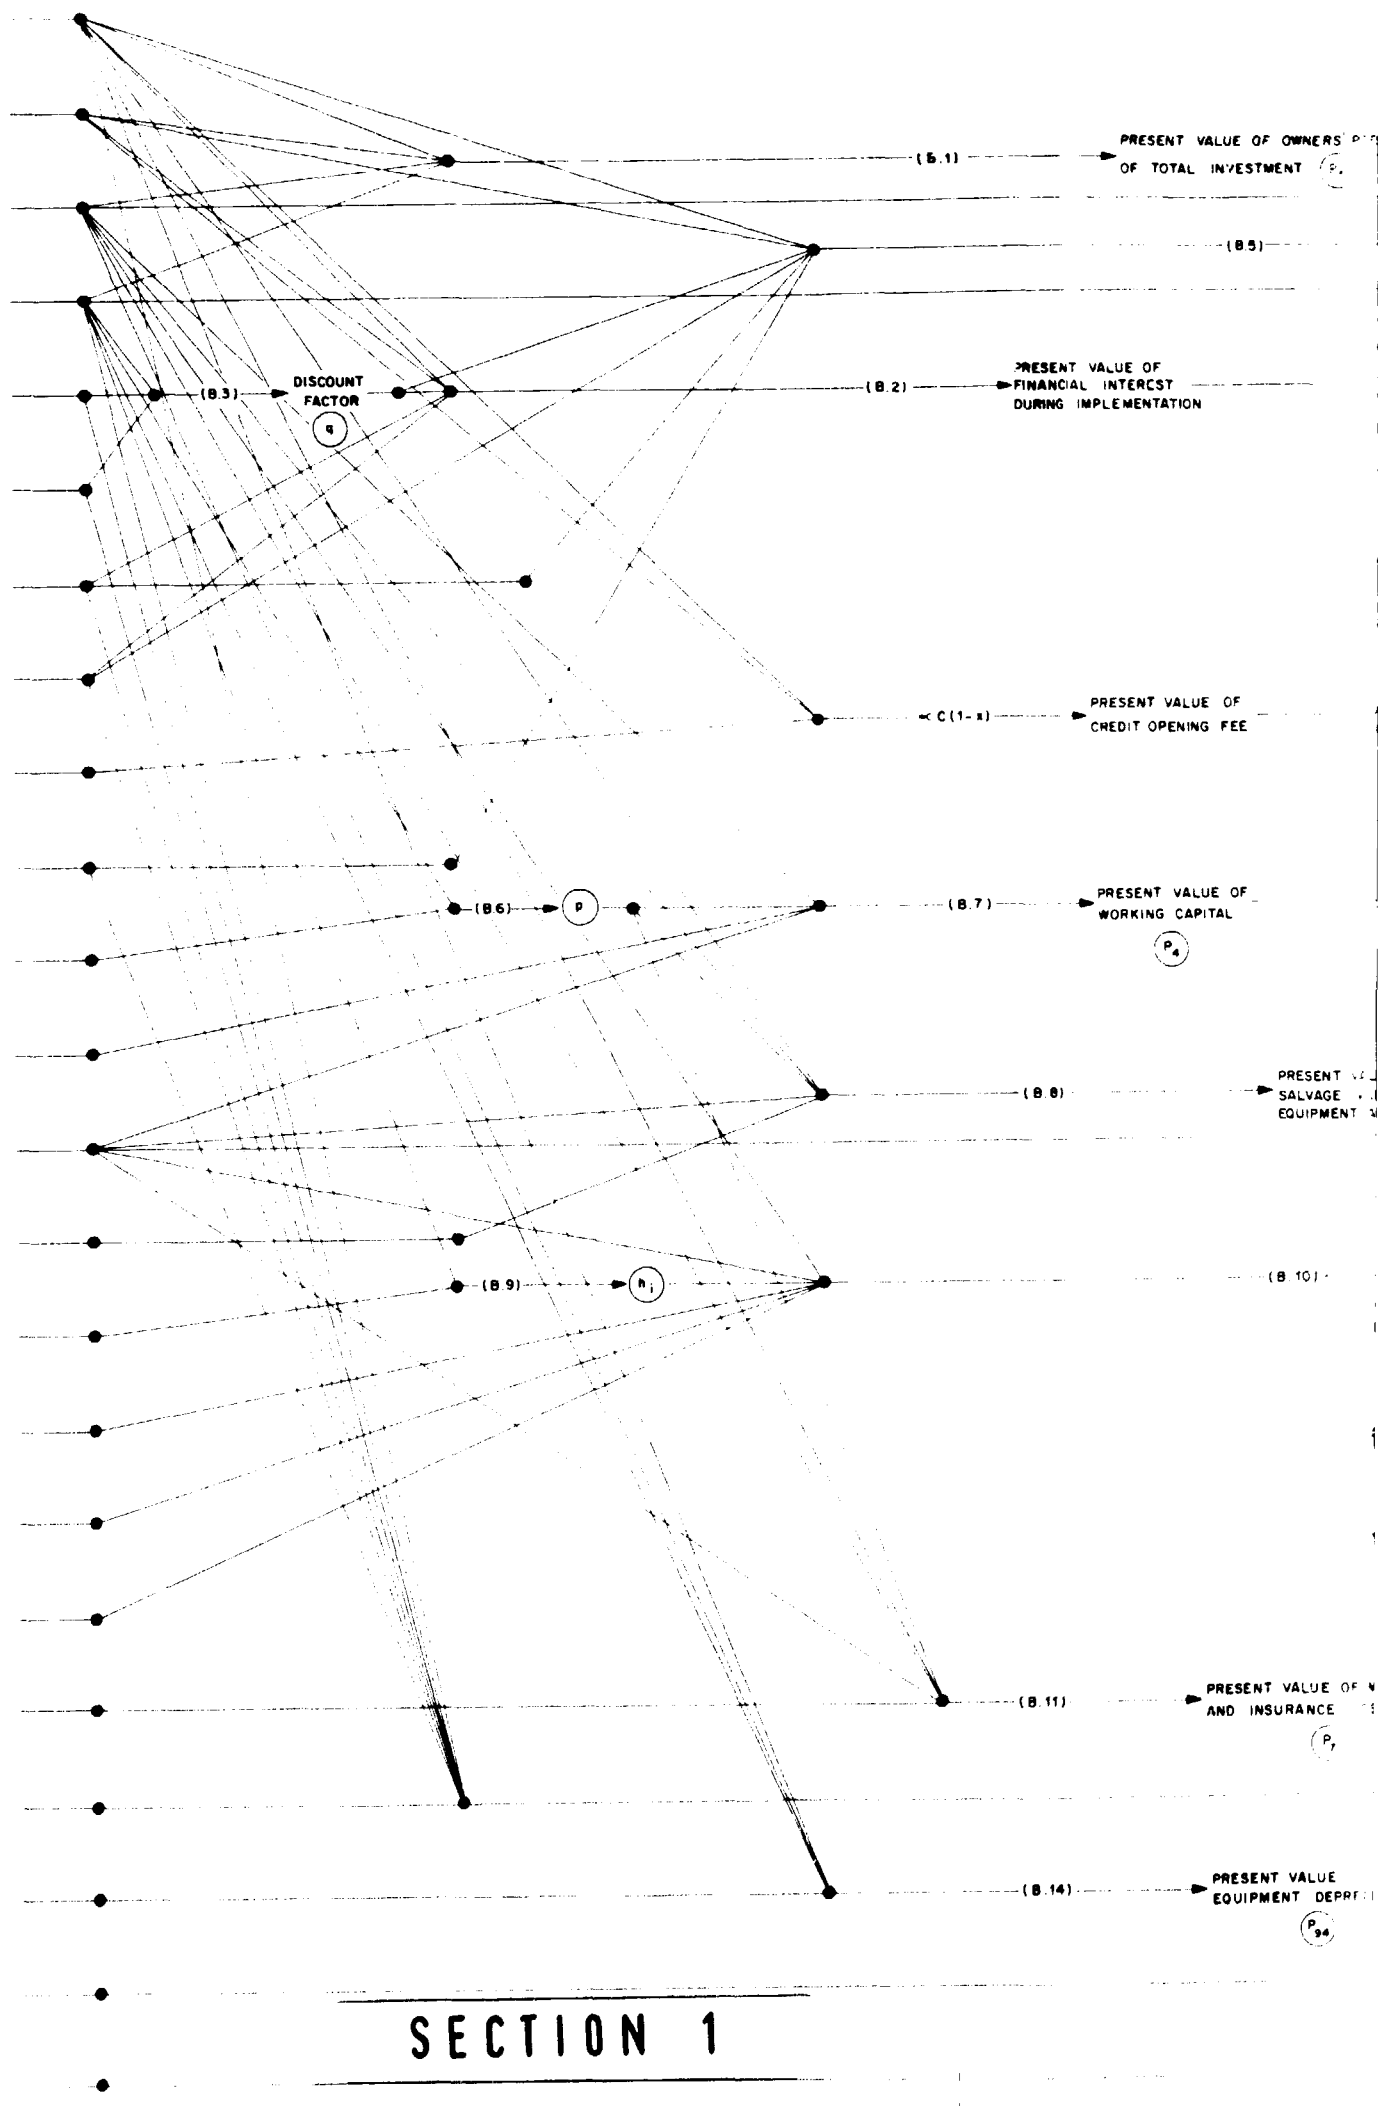 PRESENT VALUE OF OWNERS'
(B.1)
OF TOTAL INVESTMENT
(B.5)
PRESENT VALUE OF
(B.3)
DISCOUNT
FACTOR
q
(B.2)
FINANCIAL INTEREST
DURING IMPLEMENTATION
PRESENT VALUE OF
C(1-x)
CREDIT OPENING FEE
PRESENT VALUE OF
(B.6)
P
(B.7)
WORKING CAPITAL
P4
PRESENT
(B.8)
SALVAGE
EQUIPMENT
(B.9)
hj
(B.10)
PRESENT VALUE OF
(B.11)
AND INSURANCE
P7
PRESENT VALUE
(B.14)
EQUIPMENT
P94
SECTION 1